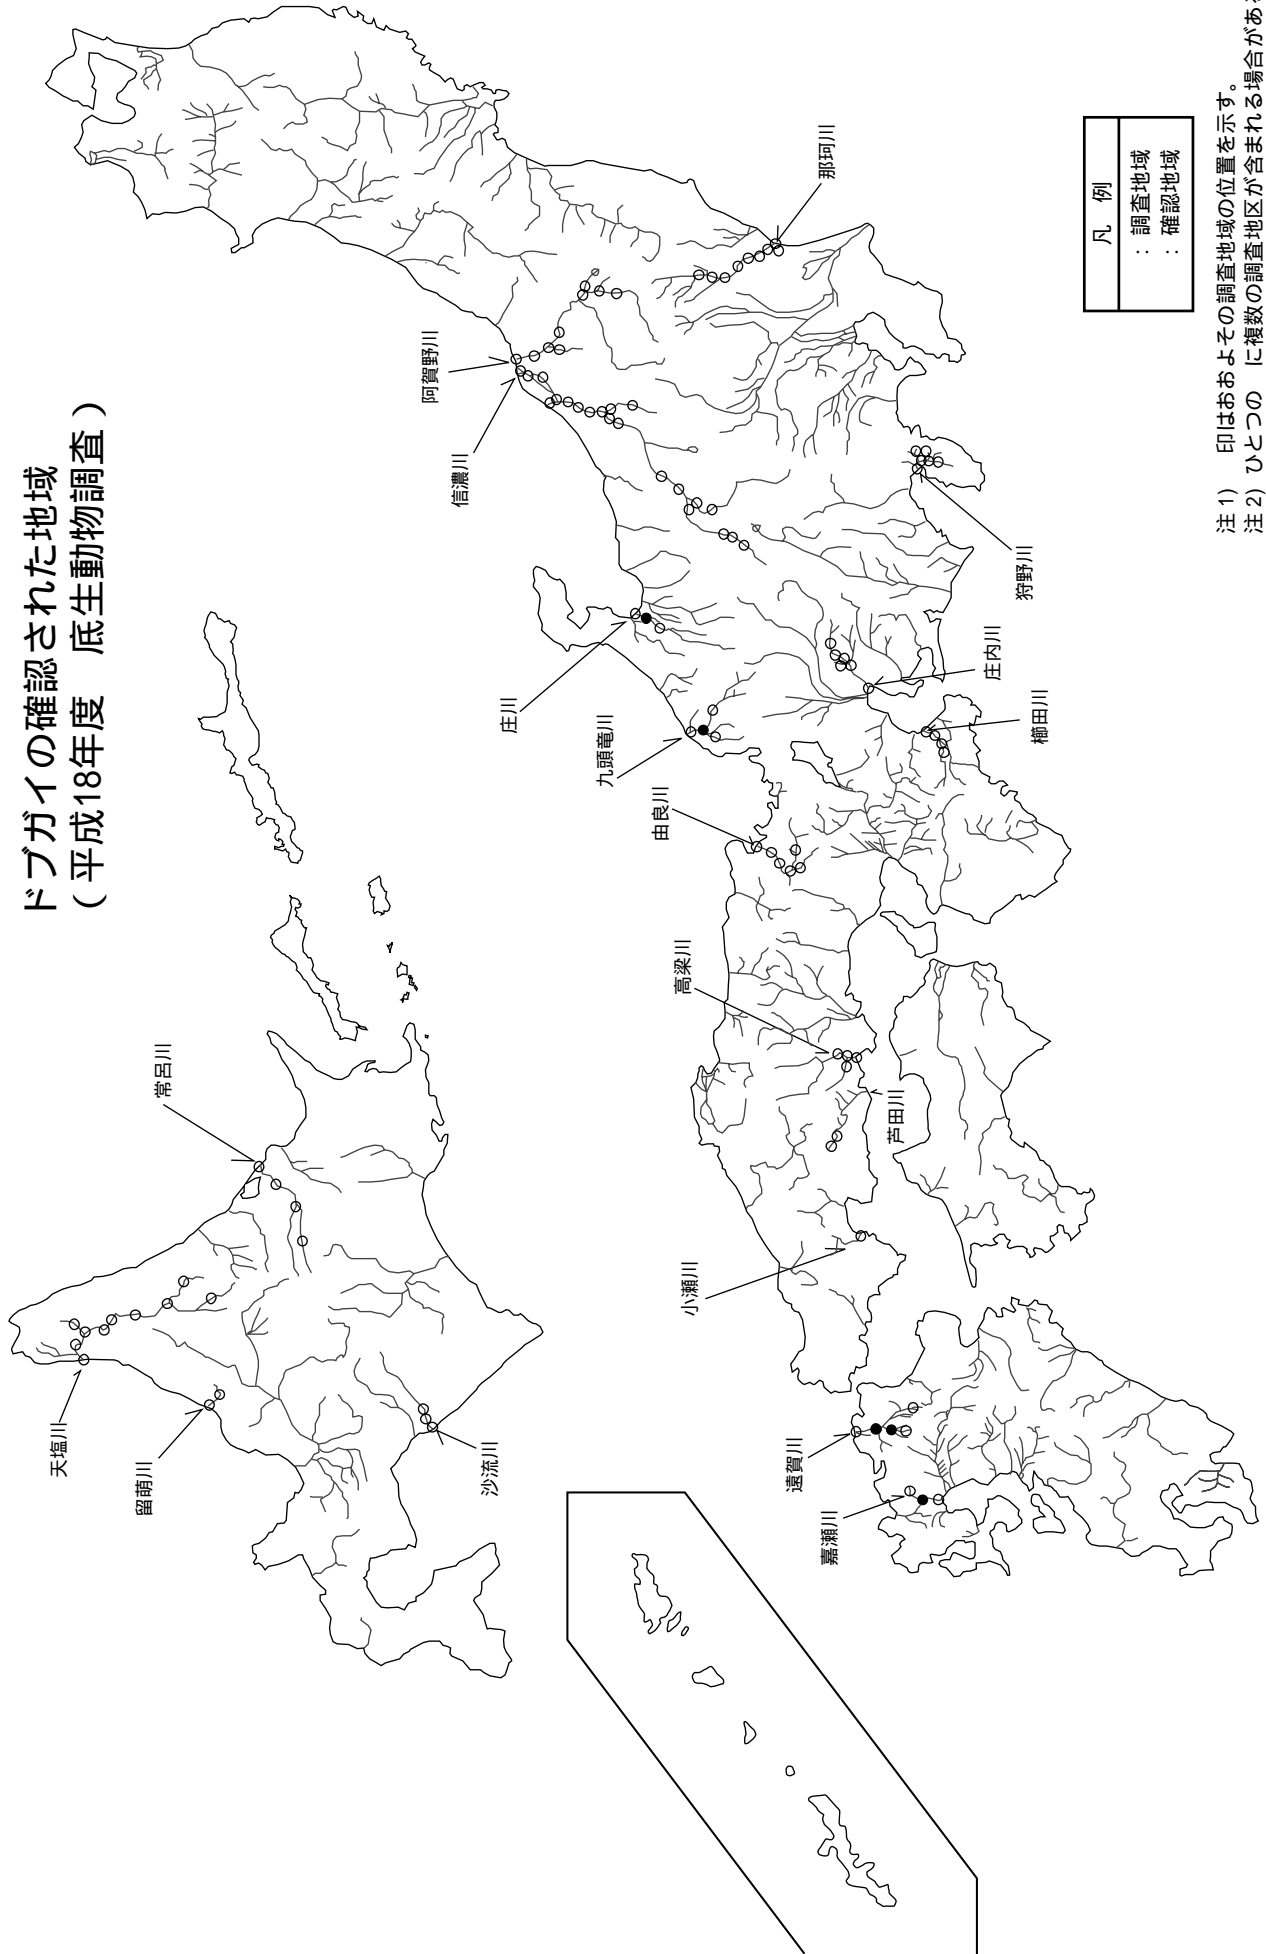 ドブガイの確認された地域
（平成18年度　底生動物調査）
常呂川
天塩川
留萌川
沙流川
阿賀野川
信濃川
那珂川
狩野川
庄川
九頭竜川
由良川
庄内川
櫛田川
高梁川
芦田川
小瀬川
遠賀川
嘉瀬川
凡　例
：調査地域
：確認地域
注1)　印はおおよその調査地域の位置を示す。
注2) ひとつの　に複数の調査地区が含まれる場合がある